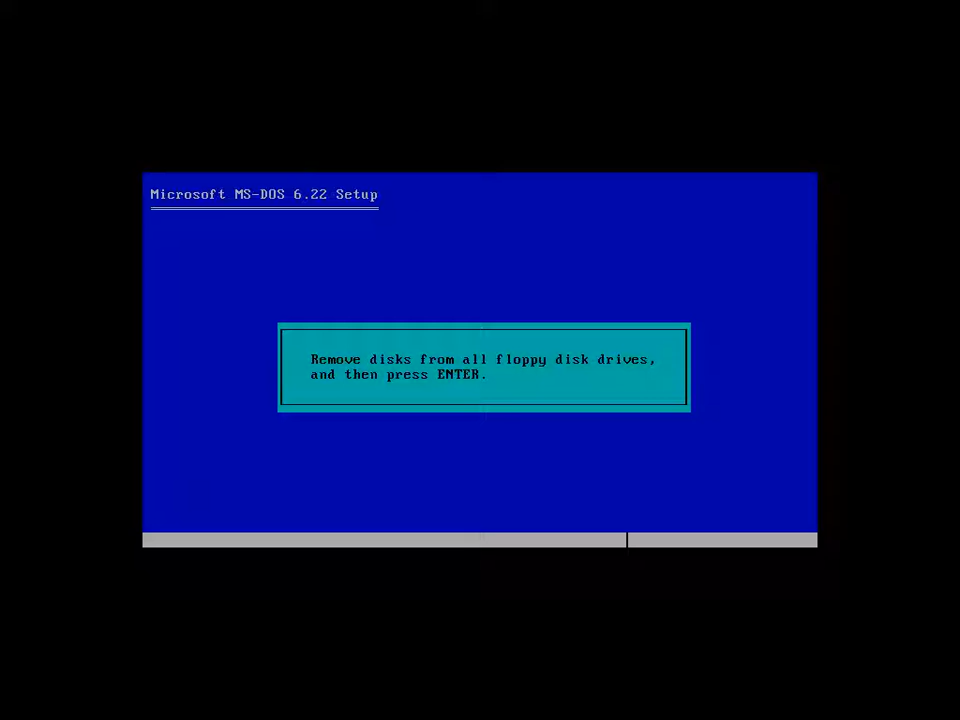 Microsoft MS-DOS 6.22 Setup
Remove disks from all floppy disk drives,
and then press ENTER.